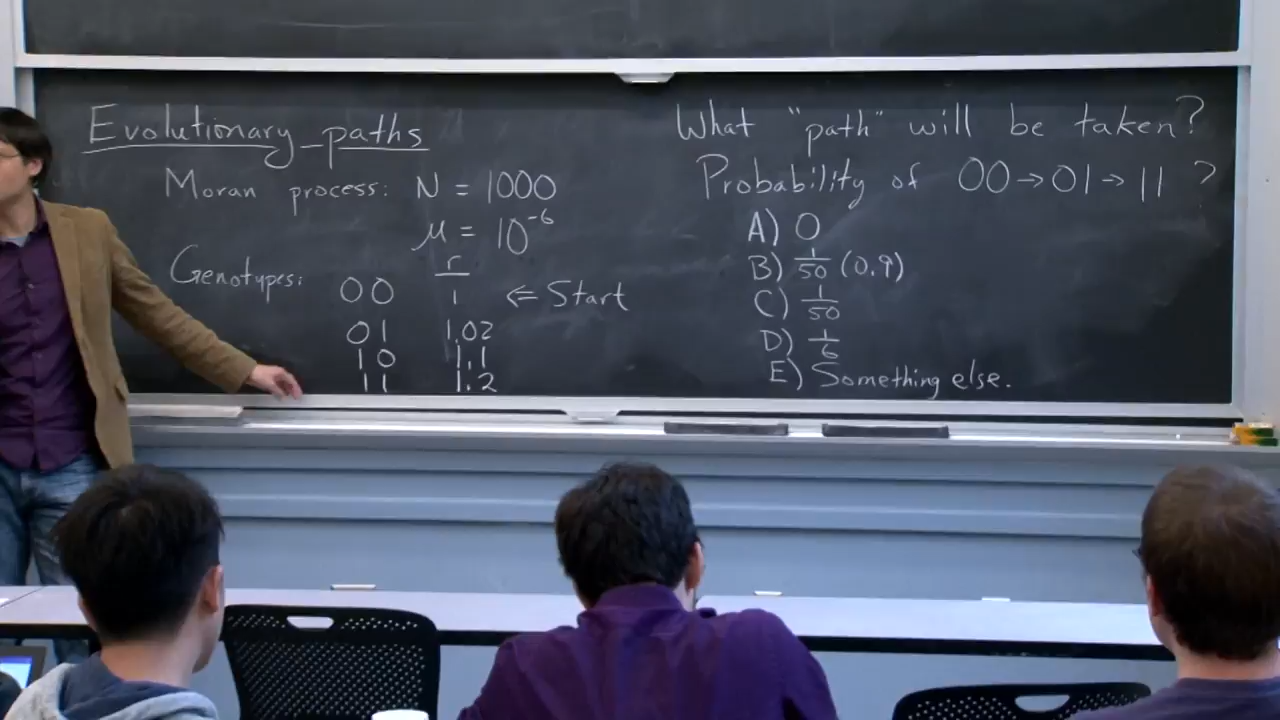 Evolutionary paths
Moran process: N = 1000
μ = 10⁻⁶
Genotypes: r
00 1 ⇐ Start
01 1.02
10 1.1
11 1.2
What "path" will be taken?
Probability of 00→01→11 ?
A) 0
B) 1/50 (0.9)
C) 1/50
D) 1/6
E) Something else.